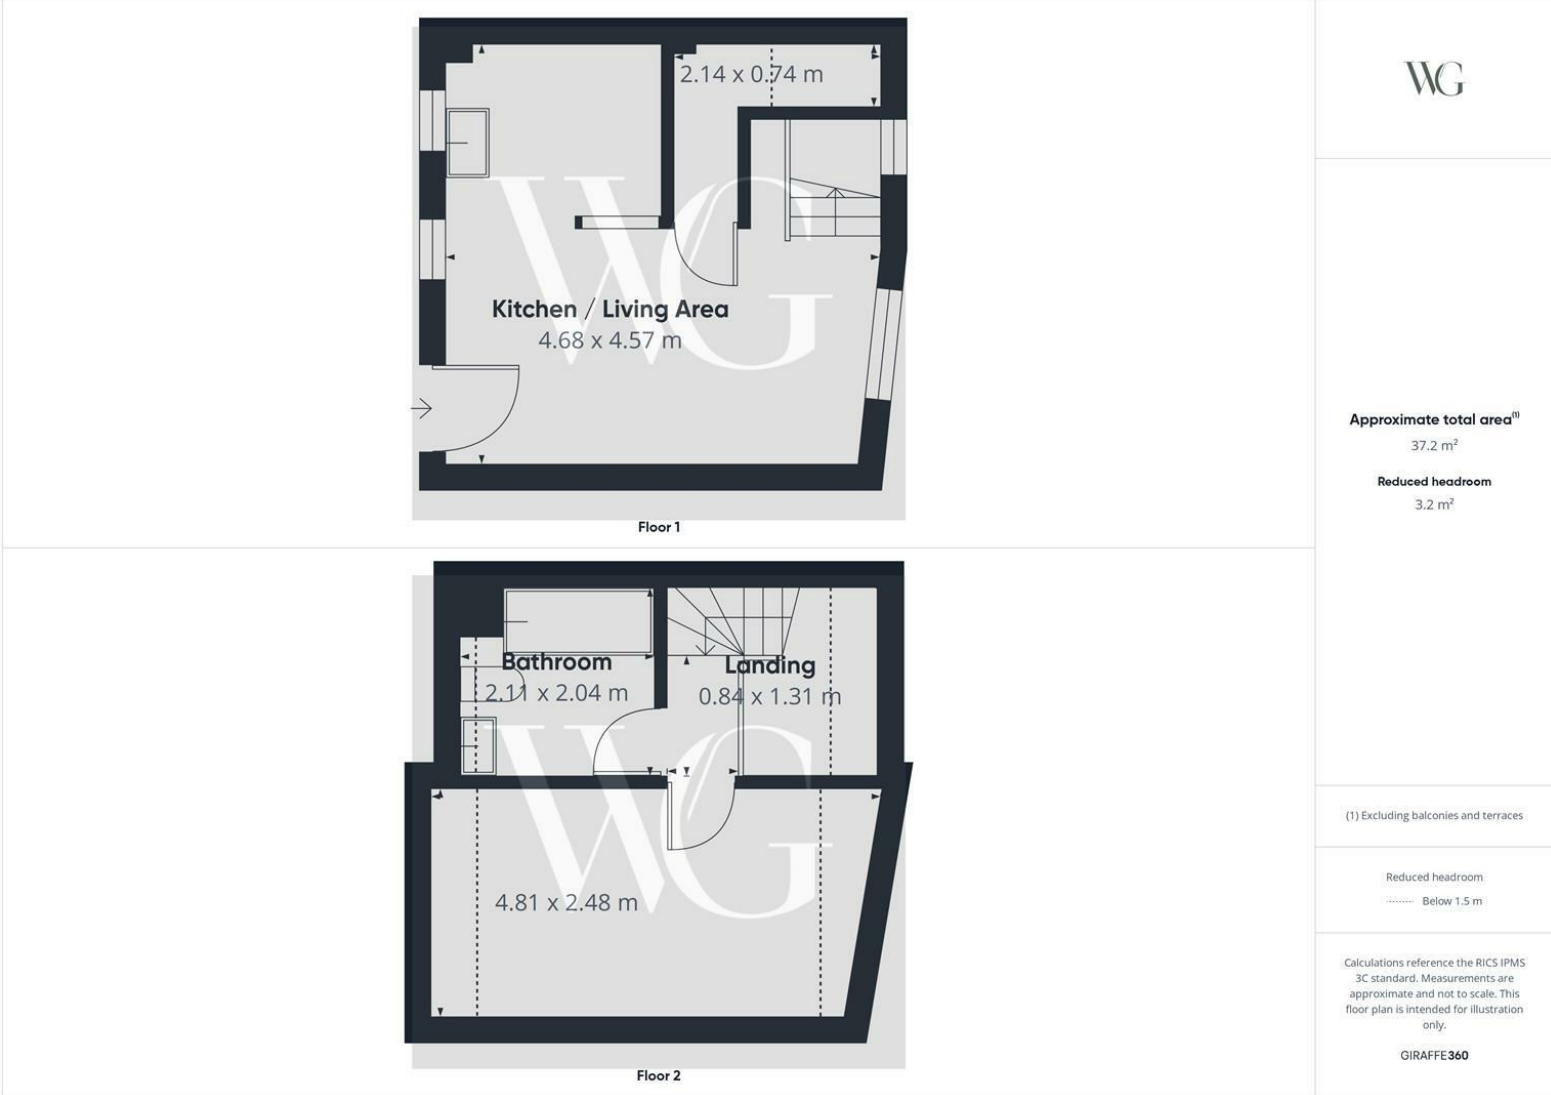 2.14 x 0.74 m
Kitchen / Living Area
4.68 x 4.57 m
WG
Floor 1
Bathroom
2.11 x 2.04 m
Landing
0.84 x 1.31 m
WG
4.81 x 2.48 m
Floor 2
WG
Approximate total area(1)
37.2 m²
Reduced headroom
3.2 m²
(1) Excluding balconies and terraces
Reduced headroom
Below 1.5 m
Calculations reference the RICS IPMS
3C standard. Measurements are
approximate and not to scale. This
floor plan is intended for illustration
only.
GIRAFFE360